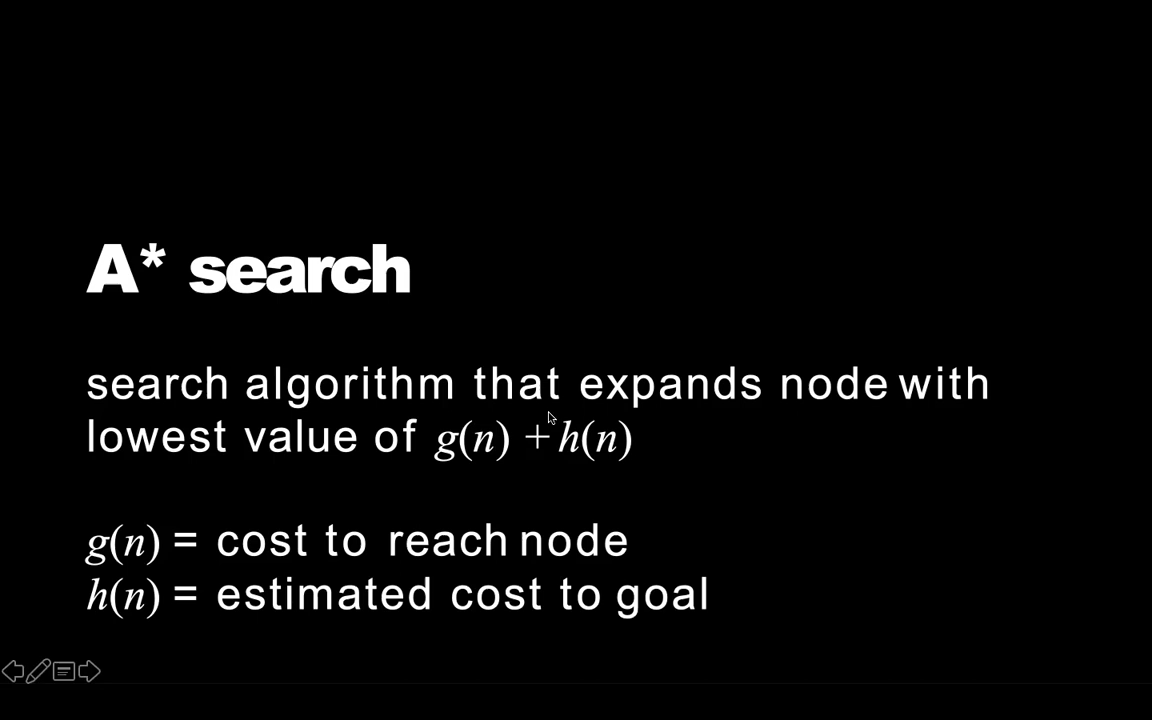 A* search
search algorithm that expands node with
lowest value of g(n) + h(n)
g(n) = cost to reach node
h(n) = estimated cost to goal